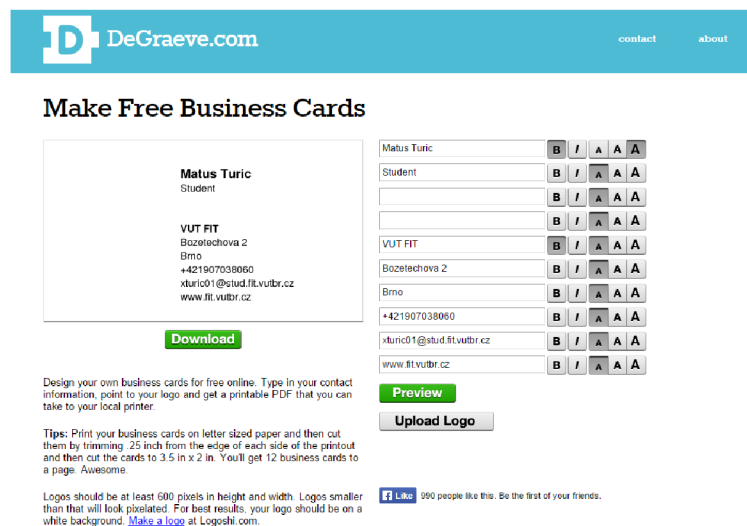 D DeGraeve.com contact about
Make Free Business Cards
Matus Turic
Student
VUT FIT
Bozetechova 2
Brno
+421907038060
xturic01@stud.fit.vutbr.cz
www.fit.vutbr.cz
Download
Design your own business cards for free online. Type in your contact
information, point to your logo and get a printable PDF that you can
take to your local printer.
Tips: Print your business cards on letter sized paper and then cut
them by trimming .25 inch from the edge of each side of the printout
and then cut the cards to 3.5 in x 2 in. You'll get 12 business cards to
a page. Awesome.
Logos should be at least 600 pixels in height and width. Logos smaller
than that will look pixelated. For best results, your logo should be on a
white background. Make a logo at Logoshi.com.
Matus Turic B I A A A
Student B I A A A
B I A A A
B I A A A
VUT FIT B I A A A
Bozetechova 2 B I A A A
Brno B I A A A
+421907038060 B I A A A
xturic01@stud.fit.vutbr.cz B I A A A
www.fit.vutbr.cz B I A A A
Preview
Upload Logo
f Like 990 people like this. Be the first of your friends.